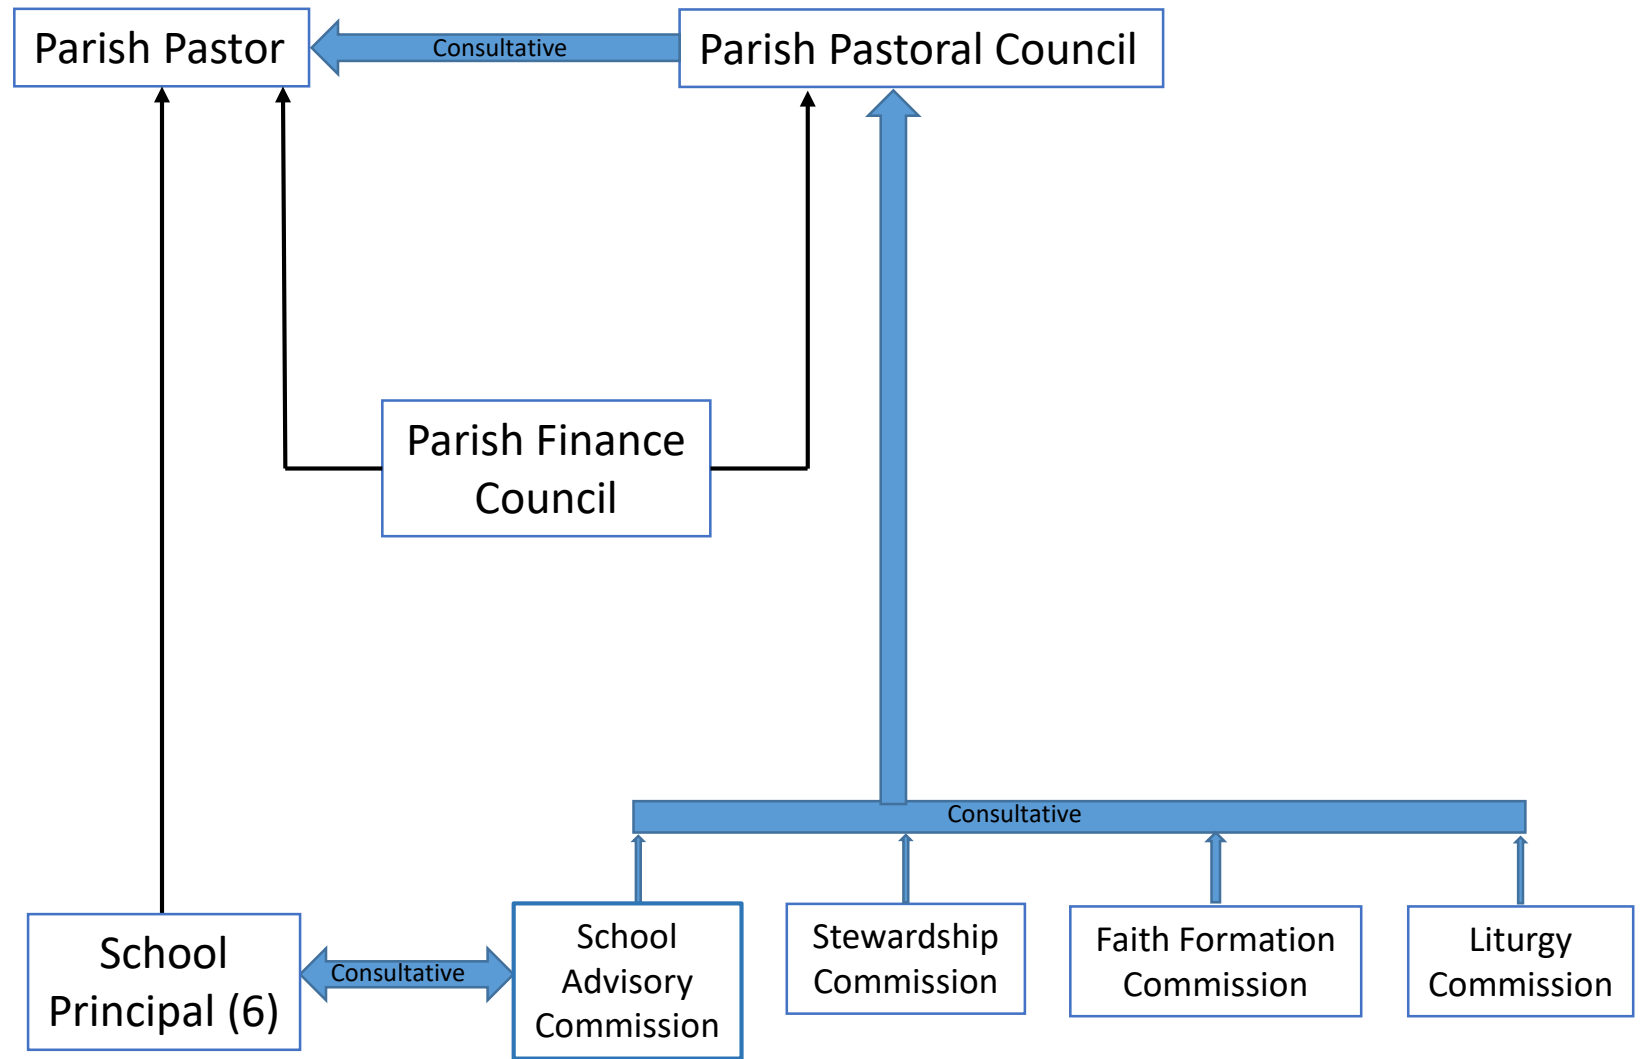 Parish Pastor
Consultative
Parish Pastoral Council
Parish Finance
Council
Consultative
School
Principal (6)
Consultative
School
Advisory
Commission
Stewardship
Commission
Faith Formation
Commission
Liturgy
Commission